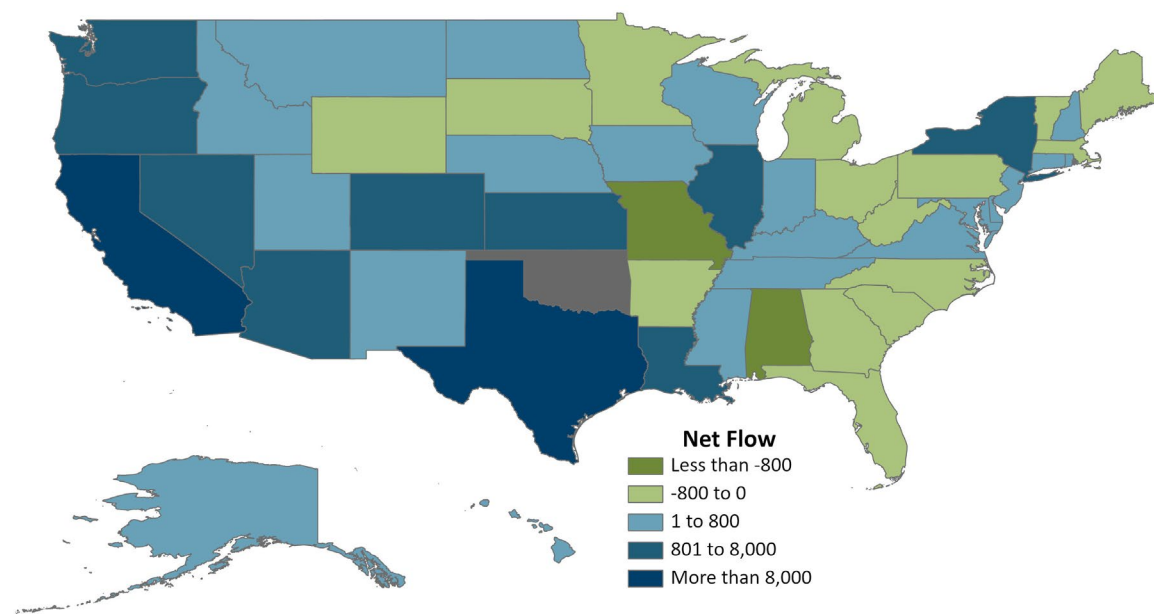 Net Flow
Less than -800
-800 to 0
1 to 800
801 to 8,000
More than 8,000